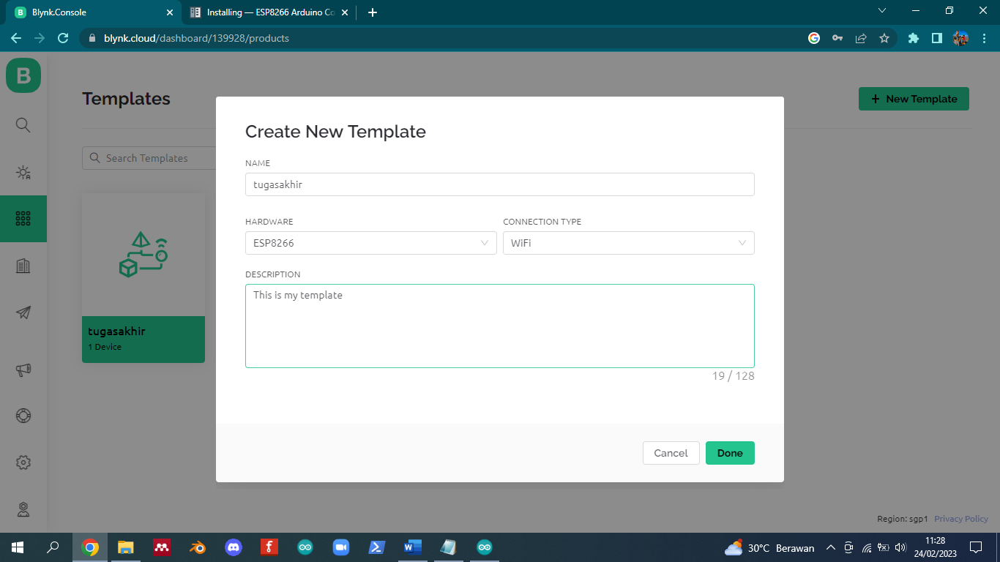 Blynk.Console
Installing — ESP8266 Arduino Co
blynk.cloud/dashboard/139928/products
B
Templates
+ New Template
Search Templates
tugasakhir
1 Device
Create New Template
NAME
tugasakhir
HARDWARE
CONNECTION TYPE
ESP8266
WiFi
DESCRIPTION
This is my template
19 / 128
Cancel
Done
Region: sgp1 Privacy Policy
30°C Berawan
11:28
24/02/2023